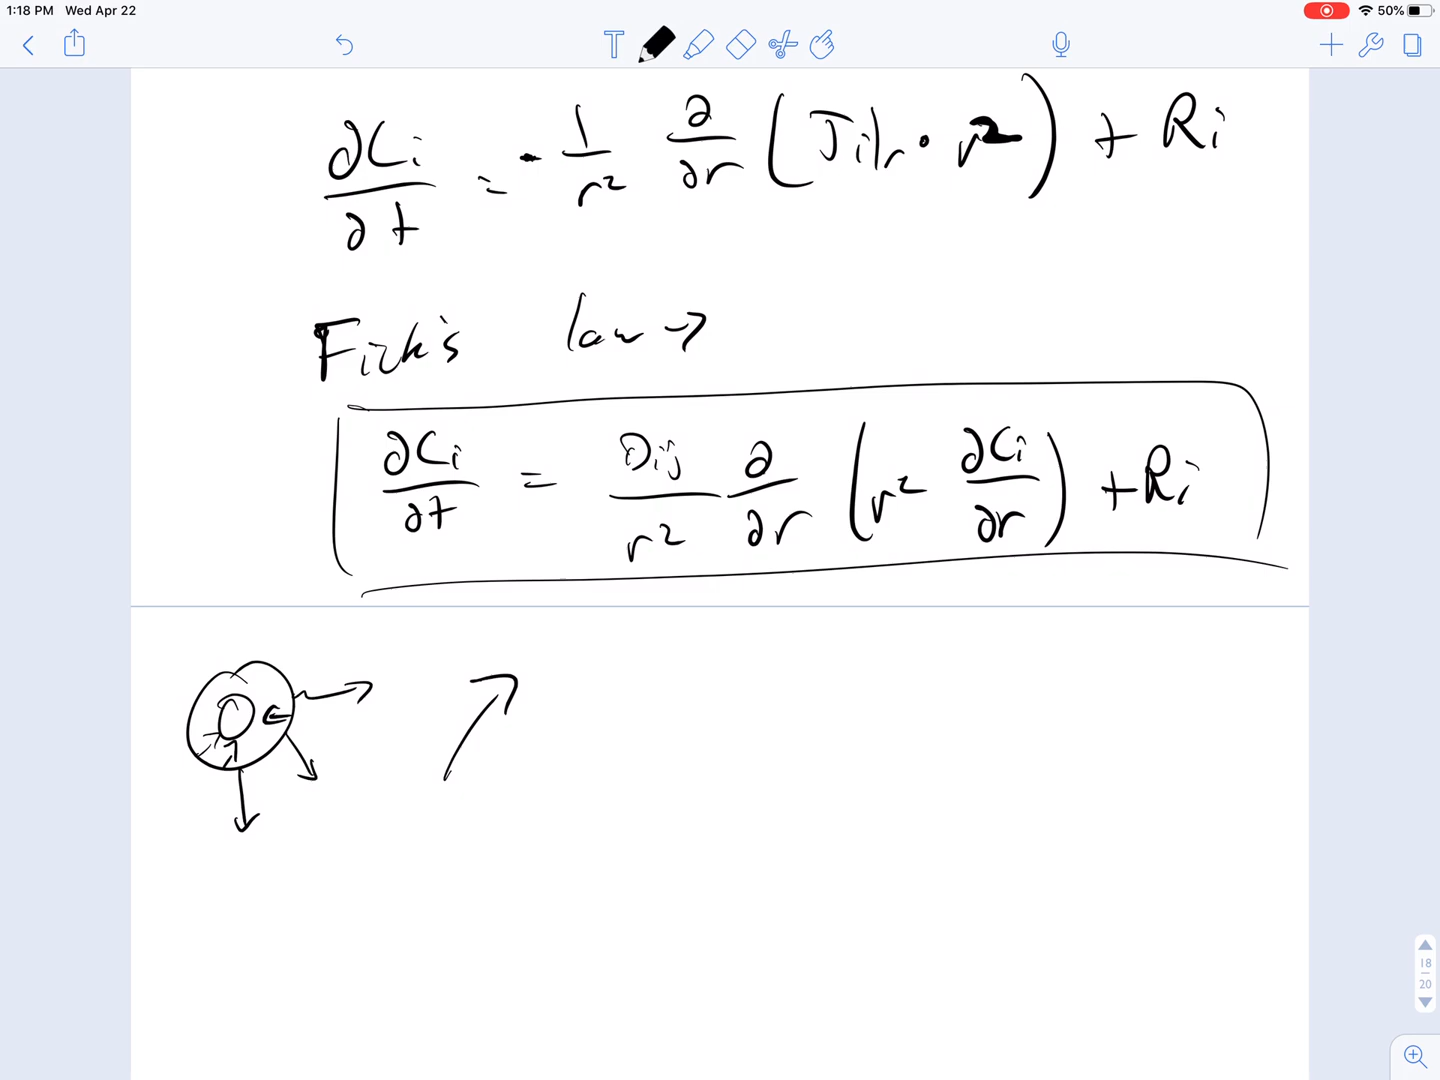 1:18 PM Wed Apr 22
50%
T
∂Ci/∂t = - 1/r² ∂/∂r (Ji|r · r²) + Ri
Fick's law →
∂Ci/∂t = Dij/r² ∂/∂r (r² ∂Ci/∂r) + Ri
18
20